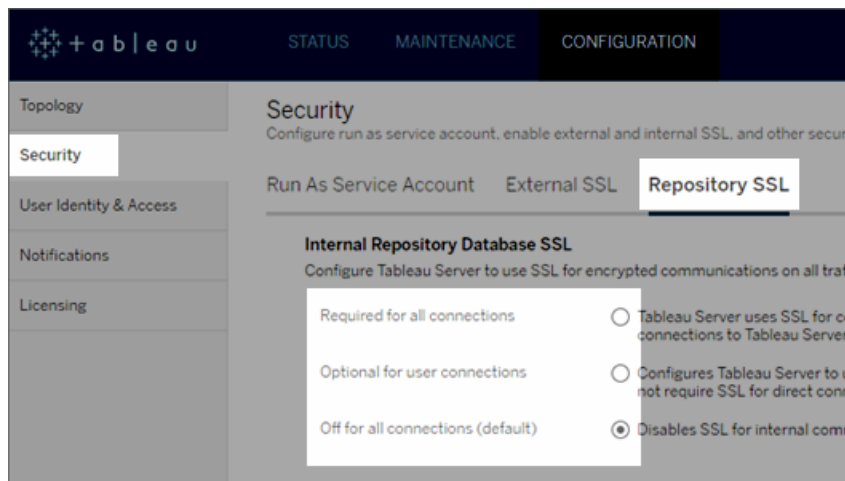 + a b | e a u
STATUS MAINTENANCE CONFIGURATION
Topology
Security
User Identity & Access
Notifications
Licensing
Security
Configure run as service account, enable external and internal SSL, and other secur
Run As Service Account External SSL Repository SSL
Internal Repository Database SSL
Configure Tableau Server to use SSL for encrypted communications on all traf
Required for all connections
Tableau Server uses SSL for c
connections to Tableau Server
Optional for user connections
Configures Tableau Server to
not require SSL for direct conn
Off for all connections (default)
Disables SSL for internal com